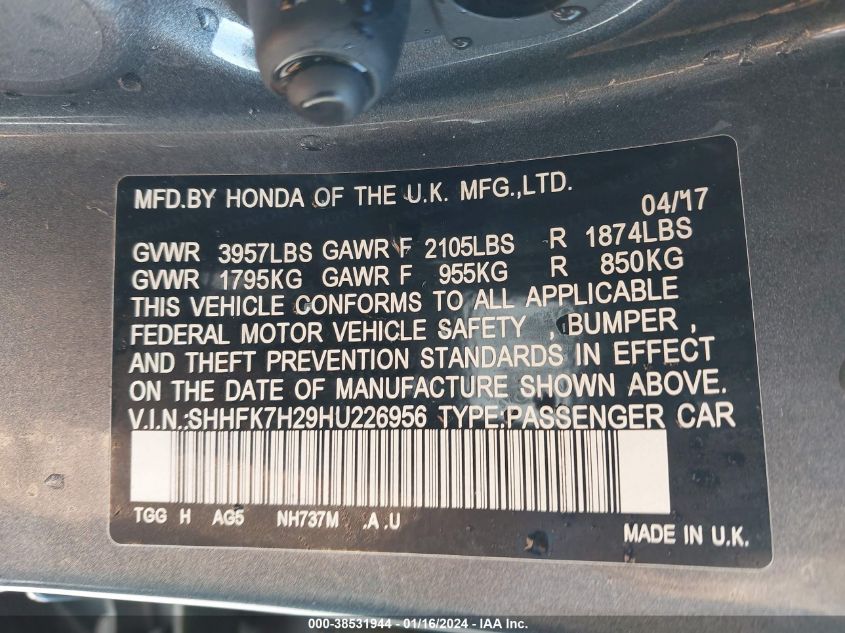 MFD.BY HONDA OF THE U.K. MFG.,LTD.
04/17
GVWR 3957LBS GAWR F 2105LBS R 1874LBS
GVWR 1795KG GAWR F 955KG R 850KG
THIS VEHICLE CONFORMS TO ALL APPLICABLE
FEDERAL MOTOR VEHICLE SAFETY , BUMPER ,
AND THEFT PREVENTION STANDARDS IN EFFECT
ON THE DATE OF MANUFACTURE SHOWN ABOVE.
V.I.N.:SHHFK7H29HU226956 TYPE:PASSENGER CAR
TGG H AG5 NH737M .A .U
MADE IN U.K.
000-38531944 - 01/16/2024 - IAA Inc.